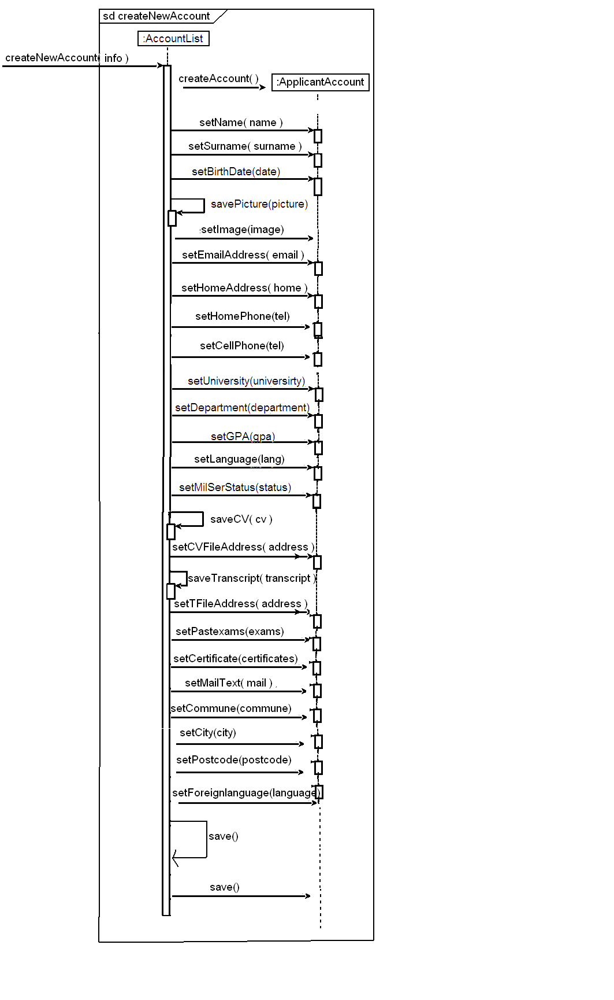 sd createNewAccount
:AccountList
createNewAccount( info )
createAccount( )
:ApplicantAccount
setName( name )
setSurname( surname )
setBirthDate(date)
savePicture(picture)
setImage(image)
setEmailAddress( email )
setHomeAddress( home )
setHomePhone(tel)
setCellPhone(tel)
setUniversity(universirty)
setDepartment(department)
setGPA(gpa)
setLanguage(lang)
setMilSerStatus(status)
saveCV( cv )
setCVFileAddress( address )
saveTranscript( transcript )
setTFileAddress( address )
setPastexams(exams)
setCertificate(certificates)
setMailText( mail )
setCommune(commune)
setCity(city)
setPostcode(postcode)
setForeignlanguage(language)
save()
save()